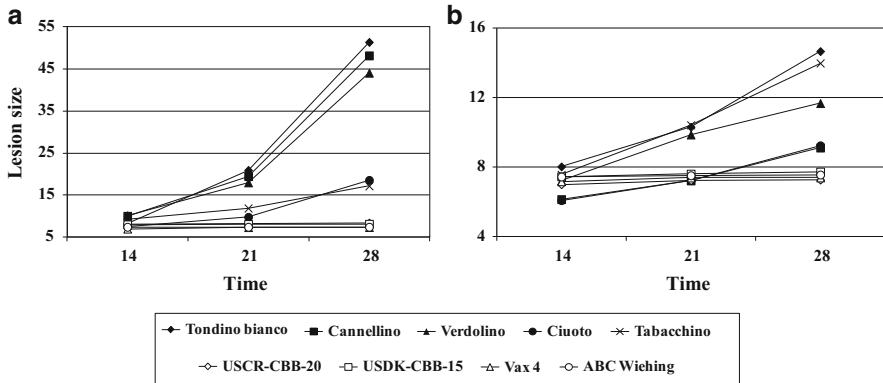 a
b
55
45
35
25
15
5
Lesion size
14 21 28
Time
16
12
8
4
14 21 28
Time
Tondino bianco Cannellino Verdolino Ciuoto Tabacchino
USCR-CBB-20 USDK-CBB-15 Vax 4 ABC Wiehing